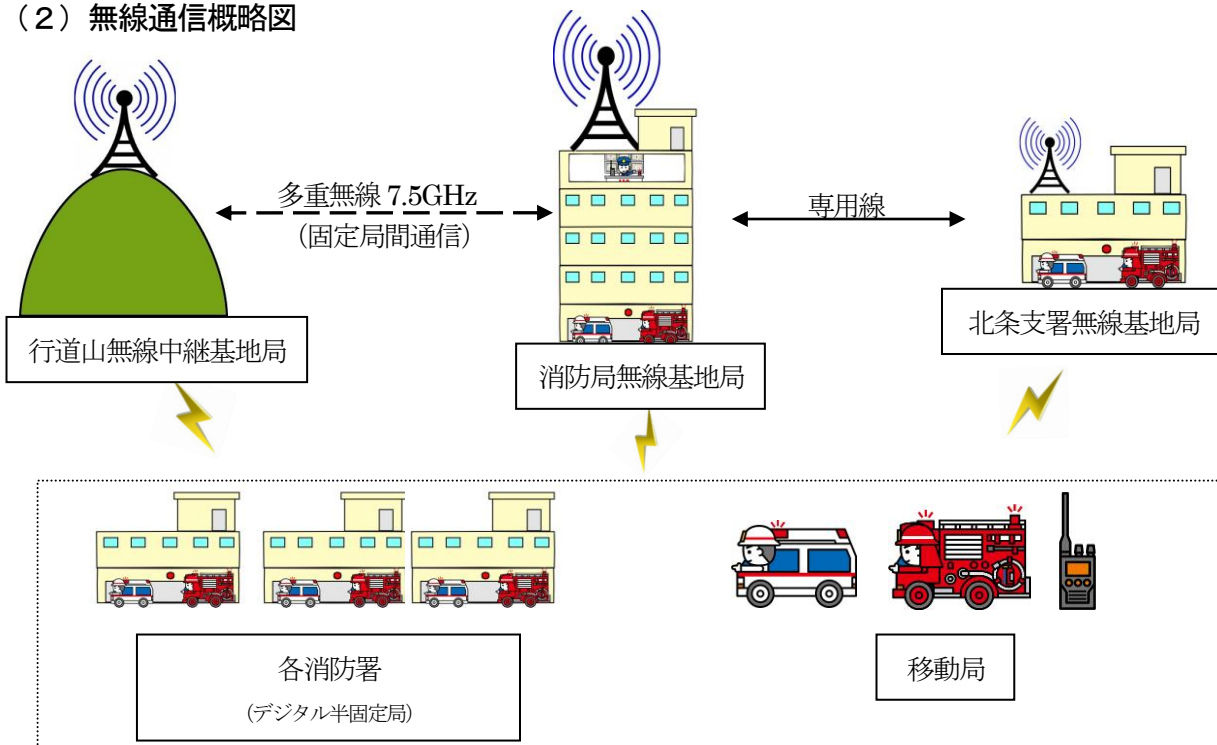 (2)無線通信概略図
多重無線 7.5GHz
(固定局間通信)
専用線
行道山無線中継基地局
消防局無線基地局
北条支署無線基地局
各消防署
(デジタル半固定局)
移動局